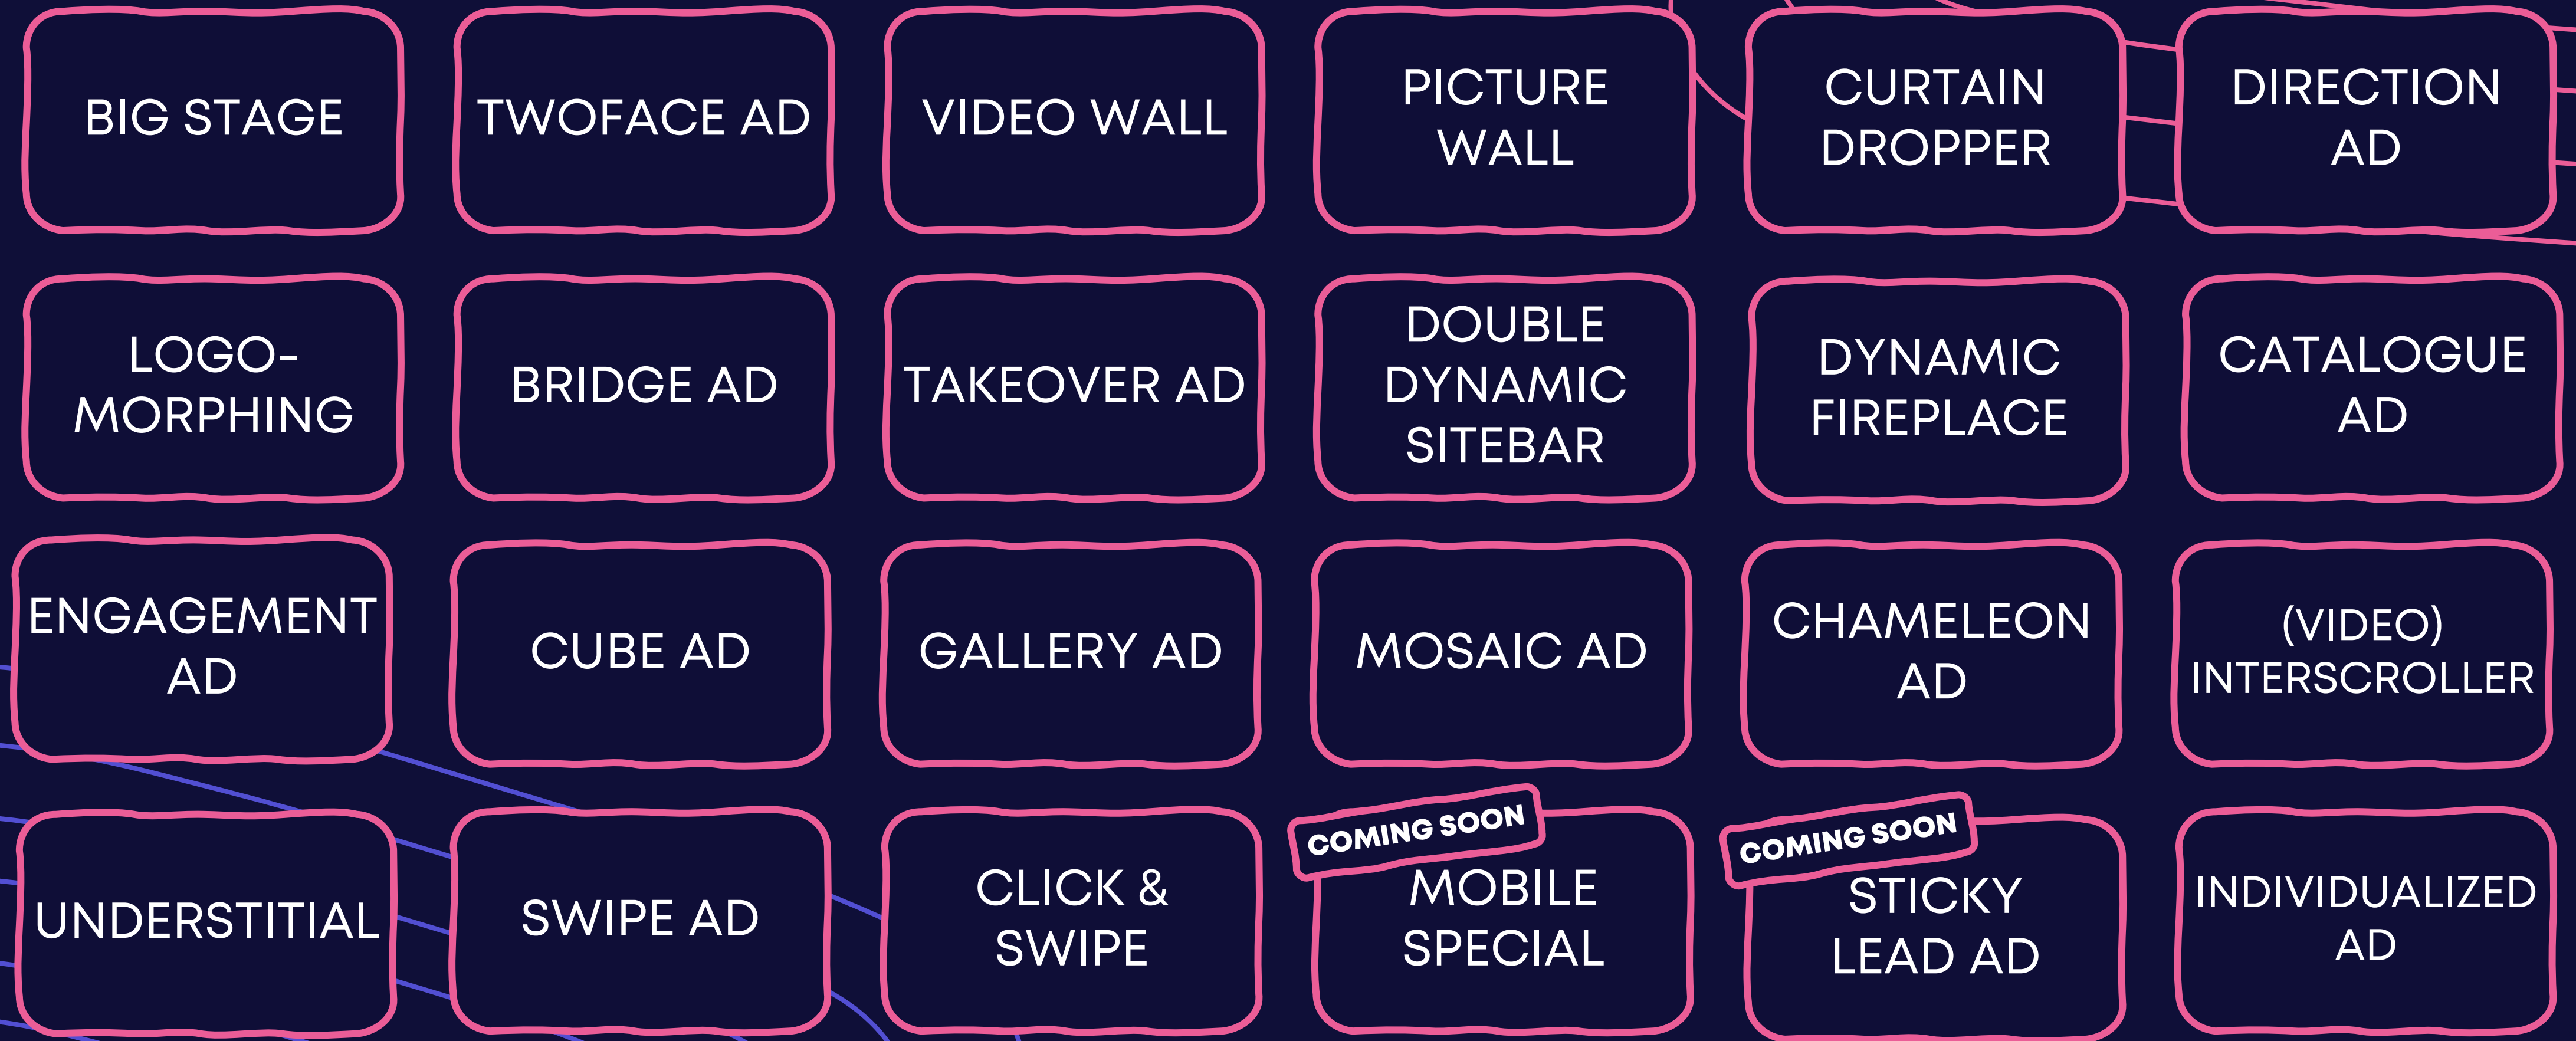 BIG STAGE
TWOFACE AD
VIDEO WALL
PICTURE
WALL
CURTAIN
DROPPER
DIRECTION
AD
LOGO-
MORPHING
BRIDGE AD
TAKEOVER AD
DOUBLE
DYNAMIC
SITEBAR
DYNAMIC
FIREPLACE
CATALOGUE
AD
ENGAGEMENT
AD
CUBE AD
GALLERY AD
MOSAIC AD
CHAMELEON
AD
(VIDEO)
INTERSCROLLER
UNDERSTITIAL
SWIPE AD
CLICK &
SWIPE
COMING SOON
MOBILE
SPECIAL
COMING SOON
STICKY
LEAD AD
INDIVIDUALIZED
AD